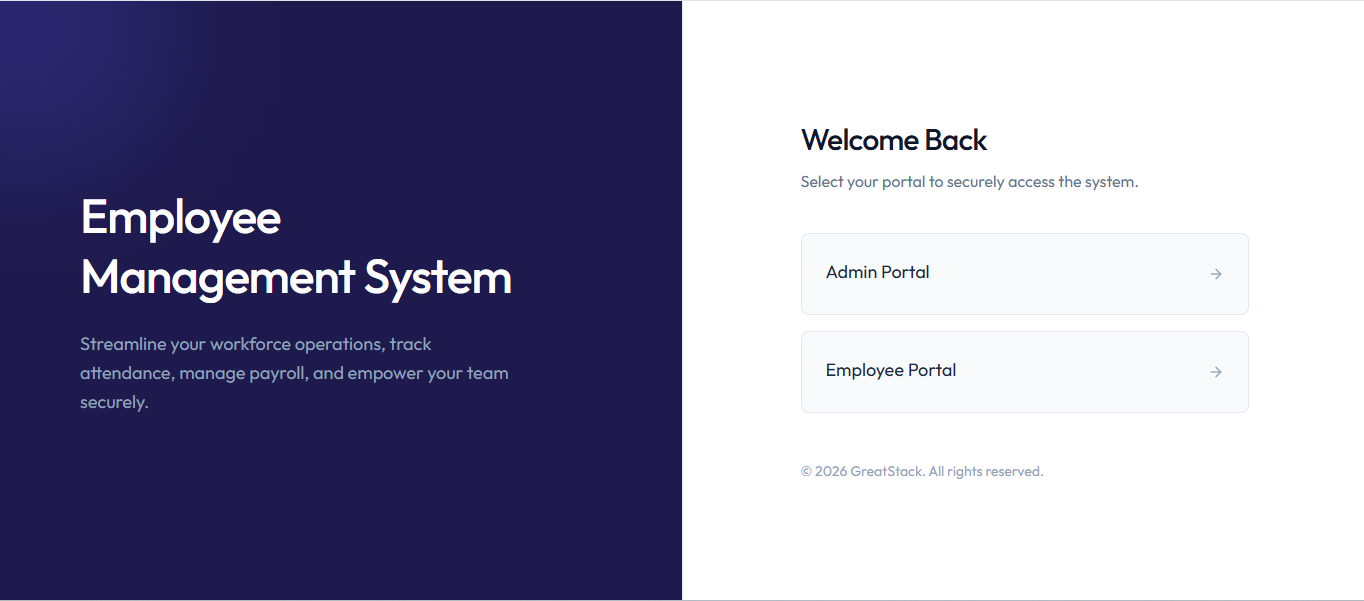 Employee
Management System
Streamline your workforce operations, track
attendance, manage payroll, and empower your team
securely.
Welcome Back
Select your portal to securely access the system.
Admin Portal
Employee Portal
© 2026 GreatStack. All rights reserved.